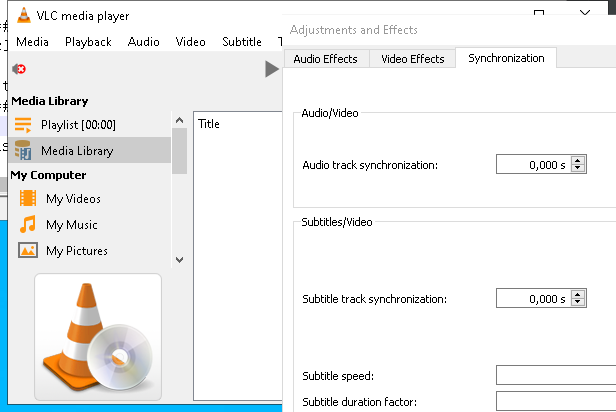 VLC media player
Media Playback Audio Video Subtitle
Media Library
Playlist [00:00]
Media Library
My Computer
My Videos
My Music
My Pictures
Title
Adjustments and Effects
Audio Effects Video Effects Synchronization
Audio/Video
Audio track synchronization: 0,000 s
Subtitles/Video
Subtitle track synchronization: 0,000 s
Subtitle speed:
Subtitle duration factor: